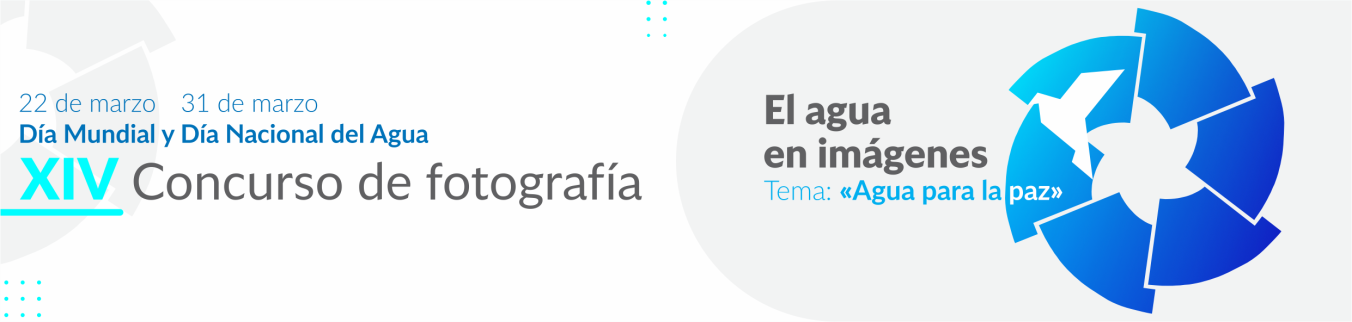 22 de marzo 31 de marzo
Día Mundial y Día Nacional del Agua
XIV Concurso de fotografía
El agua
en imágenes
Tema: «Agua para la paz»